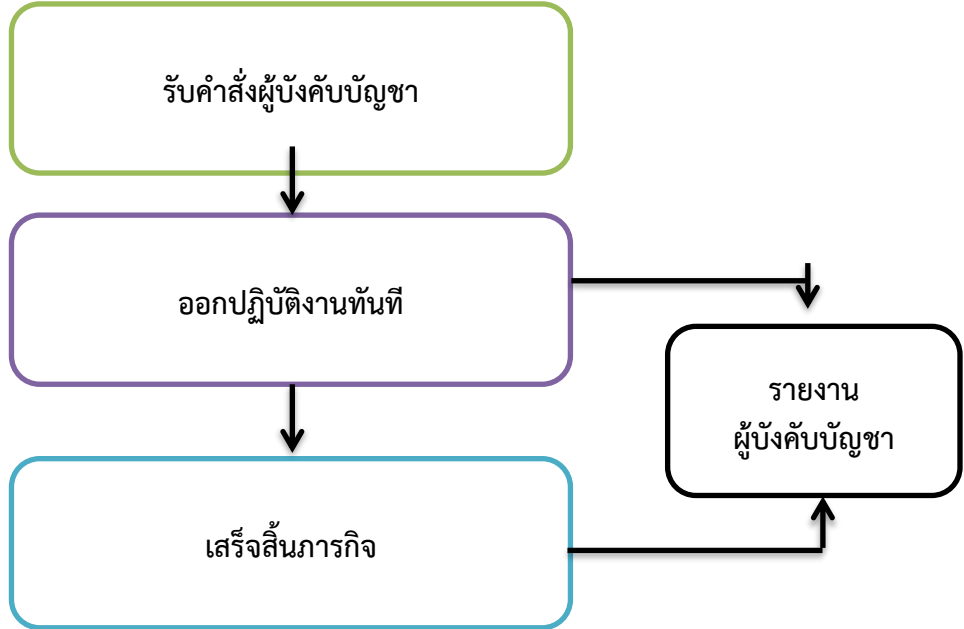 รับคำสั่งผู้บังคับบัญชา
ออกปฏิบัติงานทันที
รายงาน
ผู้บังคับบัญชา
เสร็จสิ้นภารกิจ